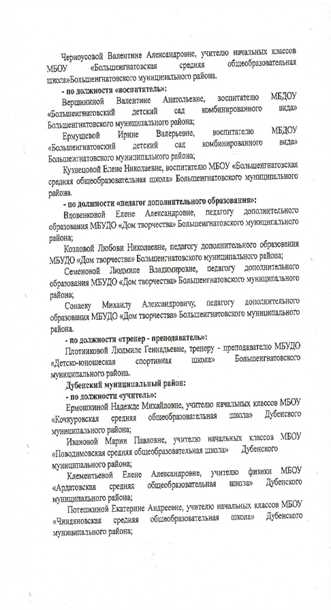 Черноусовой Валентине Александровне, учителю начальных классов
МБОУ «Большеигнатовская средняя общеобразовательная
школа»Большеигнатовского муниципального района.
- по должности «воспитатель»:
Вершининой Валентине Анатольевне, воспитателю МБДОУ
«Большеигнатовский детский сад комбинированного вида»
Большеигнатовского муниципального района;
Ермушевой Ирине Валерьевне, воспитателю МБДОУ
«Большеигнатовский детский сад комбинированного вида»
Большеигнатовского муниципального района;
Кузнецовой Елене Николаевне, воспитателю МБОУ «Большеигнатовская
средняя общеобразовательная школа» Большеигнатовского муниципального
района.
- по должности «педагог дополнительного образования»:
Вдовенковой Елене Александровне, педагогу дополнительного
образования МБУДО «Дом творчества» Большеигнатовского муниципального
района;
Козловой Любови Николаевне, педагогу дополнительного образования
МБУДО «Дом творчества» Большеигнатовского муниципального района;
Семеновой Людмиле Владимировне, педагогу дополнительного
образования МБУДО «Дом творчества» Большеигнатовского муниципального
района;
Сонаеву Михаилу Александровичу, педагогу дополнительного
образования МБУДО «Дом творчества» Большеигнатовского муниципального
района.
- по должности «тренер - преподаватель»:
Плотниковой Людмиле Геннадьевне, тренеру - преподавателю МБУДО
«Детско-юношеская спортивная школа» Большеигнатовского
муниципального района.
Дубенский муниципальный район:
- по должности «учитель»:
Ермошкиной Надежде Михайловне, учителю начальных классов МБОУ
«Кочкуровская средняя общеобразовательная школа» Дубенского
муниципального района;
Ивановой Марии Павловне, учителю начальных классов МБОУ
«Поводимовская средняя общеобразовательная школа» Дубенского
муниципального района;
Клементьевой Елене Александровне, учителю физики МБОУ
«Ардатовская средняя общеобразовательная школа» Дубенского
муниципального района;
Потешкиной Екатерине Андреевне, учителю начальных классов МБОУ
«Чиндяновская средняя общеобразовательная школа» Дубенского
муниципального района;